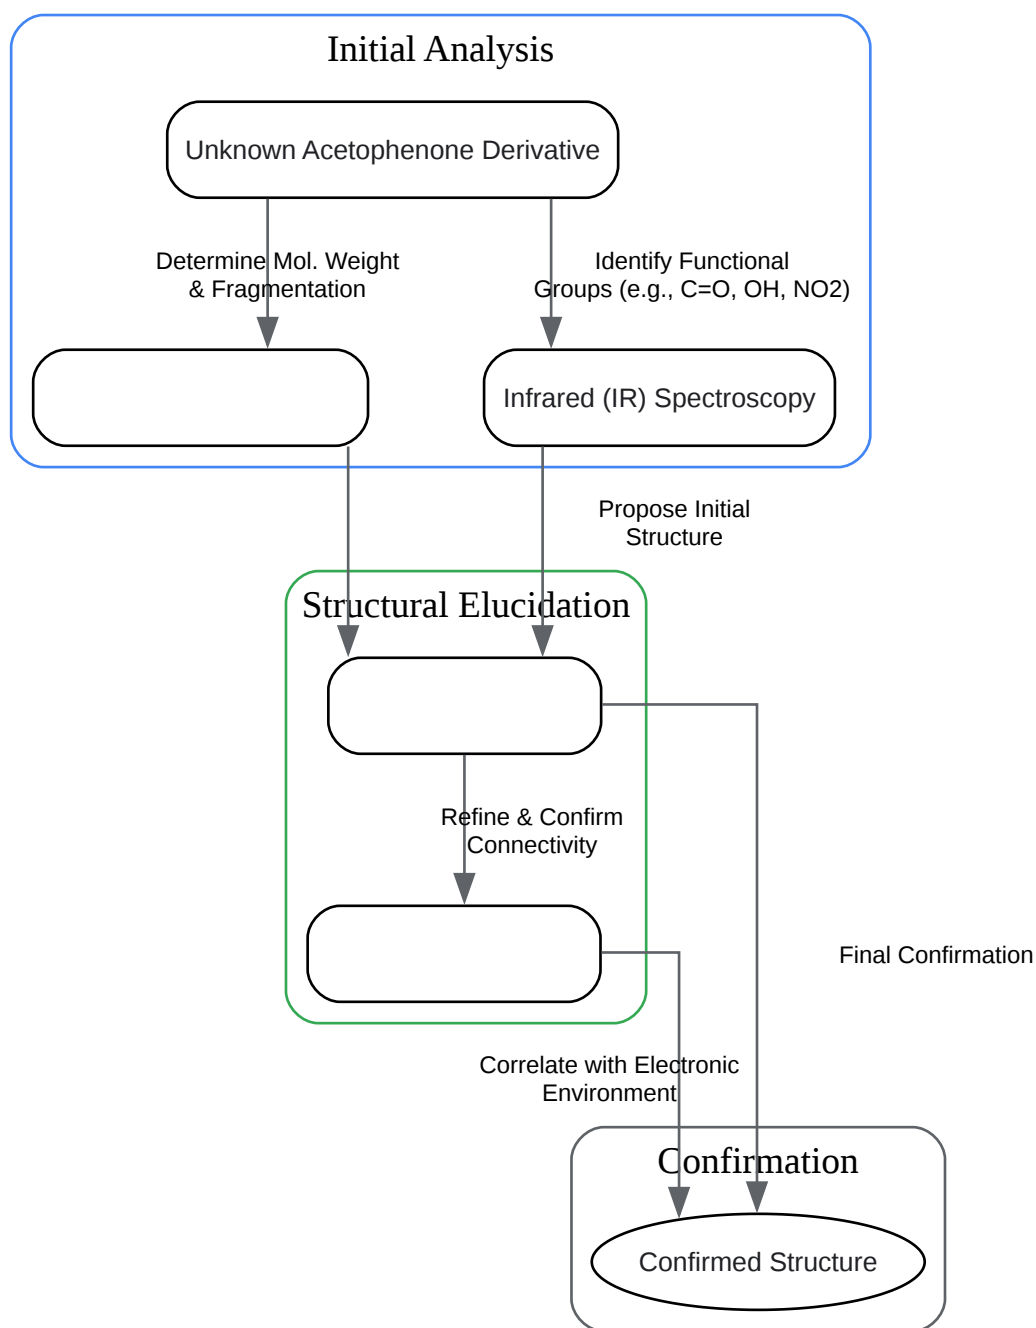 Initial Analysis
Unknown Acetophenone Derivative
Determine Mol. Weight
& Fragmentation
Identify Functional
Groups (e.g., C=O, OH, NO2)
Infrared (IR) Spectroscopy
Propose Initial
Structure
Structural Elucidation
Refine & Confirm
Connectivity
Final Confirmation
Correlate with Electronic
Environment
Confirmation
Confirmed Structure